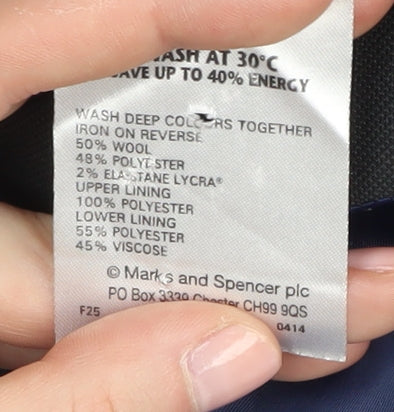 WASH AT 30°C
SAVE UP TO 40% ENERGY
WASH DEEP COLOURS TOGETHER
IRON ON REVERSE
50% WOOL
48% POLYESTER
2% ELASTANE LYCRA®
UPPER LINING
100% POLYESTER
LOWER LINING
55% POLYESTER
45% VISCOSE
© Marks and Spencer plc
PO Box 3339 Chester CH99 9QS
F25 0414